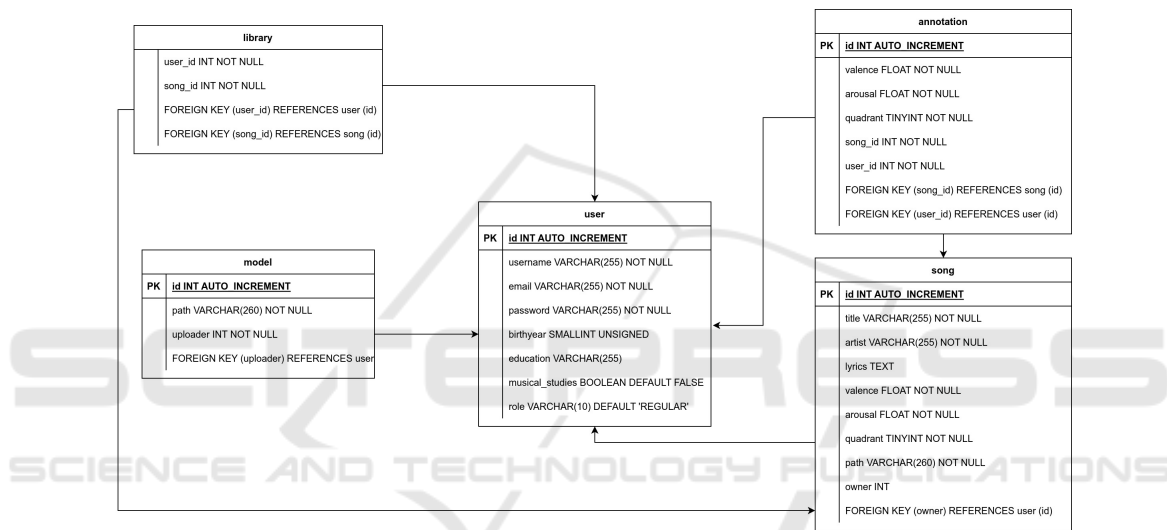 library
user_id INT NOT NULL
song_id INT NOT NULL
FOREIGN KEY (user_id) REFERENCES user (id)
FOREIGN KEY (song_id) REFERENCES song (id)
model
PK id INT AUTO_INCREMENT
path VARCHAR(260) NOT NULL
uploader INT NOT NULL
FOREIGN KEY (uploader) REFERENCES user
user
PK id INT AUTO_INCREMENT
username VARCHAR(255) NOT NULL
email VARCHAR(255) NOT NULL
password VARCHAR(255) NOT NULL
birthyear SMALLINT UNSIGNED
education VARCHAR(255)
musical_studies BOOLEAN DEFAULT FALSE
role VARCHAR(10) DEFAULT 'REGULAR'
annotation
PK id INT AUTO_INCREMENT
valence FLOAT NOT NULL
arousal FLOAT NOT NULL
quadrant TINYINT NOT NULL
song_id INT NOT NULL
user_id INT NOT NULL
FOREIGN KEY (song_id) REFERENCES song (id)
FOREIGN KEY (user_id) REFERENCES user (id)
song
PK id INT AUTO_INCREMENT
title VARCHAR(255) NOT NULL
artist VARCHAR(255) NOT NULL
lyrics TEXT
valence FLOAT NOT NULL
arousal FLOAT NOT NULL
quadrant TINYINT NOT NULL
path VARCHAR(260) NOT NULL
owner INT
FOREIGN KEY (owner) REFERENCES user (id)
SCITEPRESS
SCIENCE AND TECHNOLOGY PUBLICATIONS